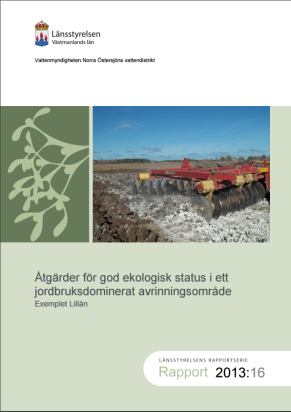 Länsstyrelsen
Västmanlands län
Vattenmyndigheten Norra Östersjöns vattendistrikt
Åtgärder för god ekologisk status i ett
jordbruksdominerat avrinningsområde
Exemplet Lillån
LÄNSSTYRELSENS RAPPORTSERIE
Rapport 2013:16